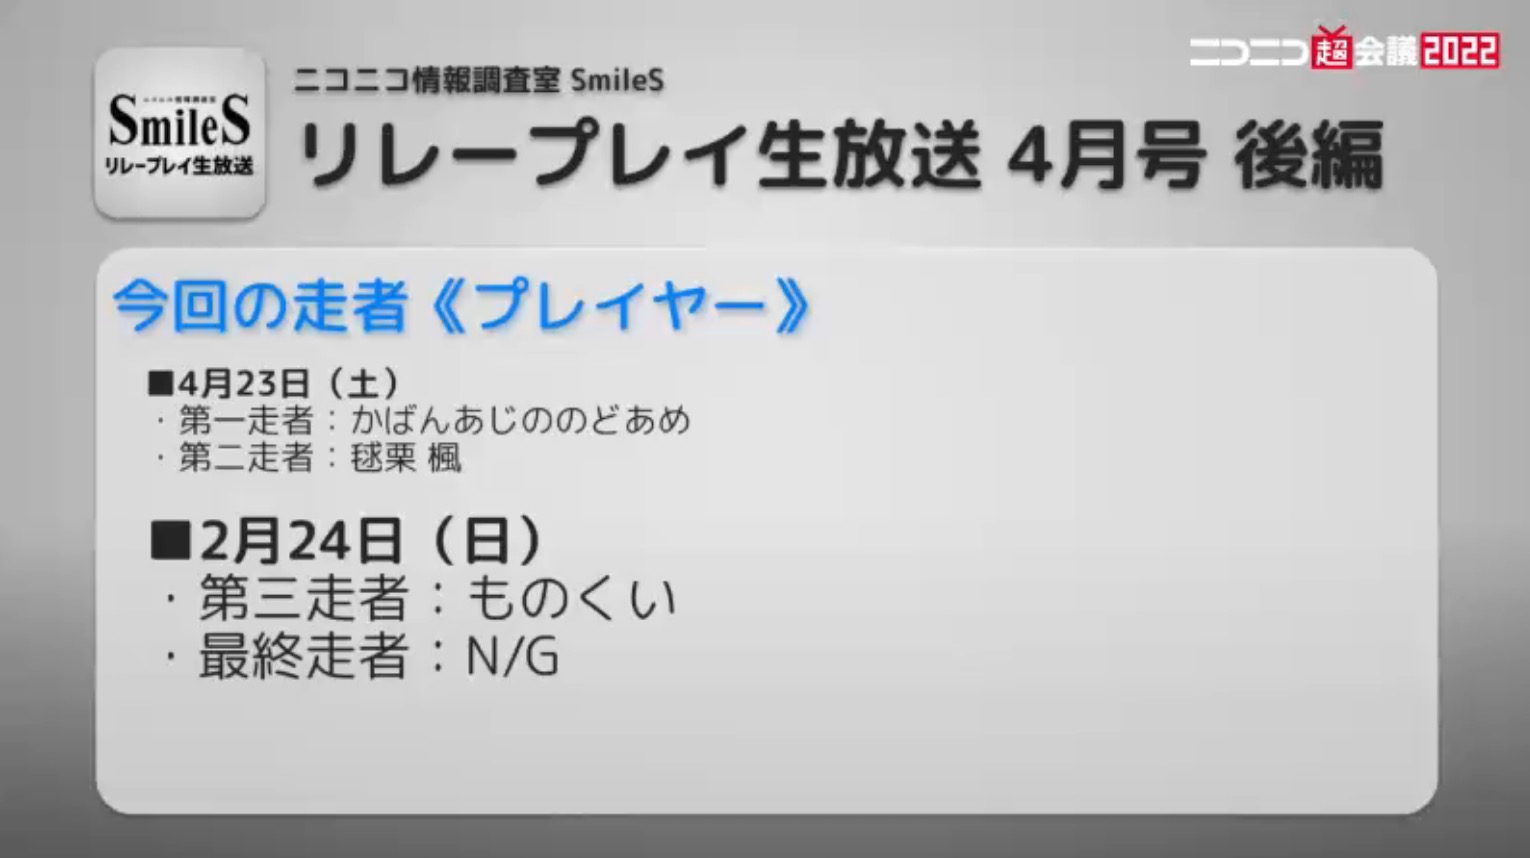 ニコニコ超会議2022
SmileS
リレープレイ生放送
ニコニコ情報調査室 SmileS
リレープレイ生放送 4月号 後編
今回の走者《プレイヤー》
■4月23日（土）
・第一走者：かばんあじののどあめ
・第二走者：毬栗 楓
■2月24日（日）
・第三走者：ものくい
・最終走者：N/G